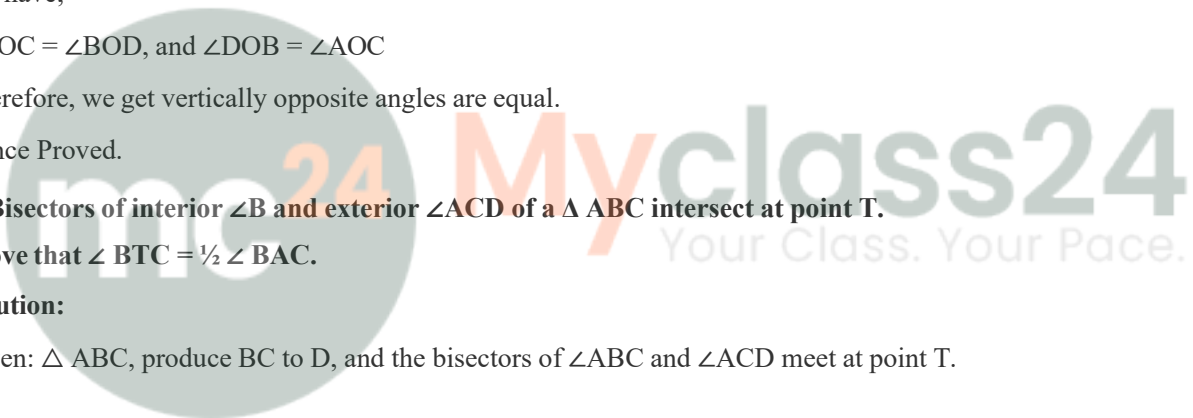 have,
OC = ∠BOD, and ∠DOB = ∠AOC
erefore, we get vertically opposite angles are equal.
nce Proved.
Bisectors of interior ∠B and exterior ∠ACD of a Δ ABC intersect at point T.
ve that ∠ BTC = ½ ∠ BAC.
ution:
en: △ ABC, produce BC to D, and the bisectors of ∠ABC and ∠ACD meet at point T.
mc24
Myclass24
Your Class. Your Pace.